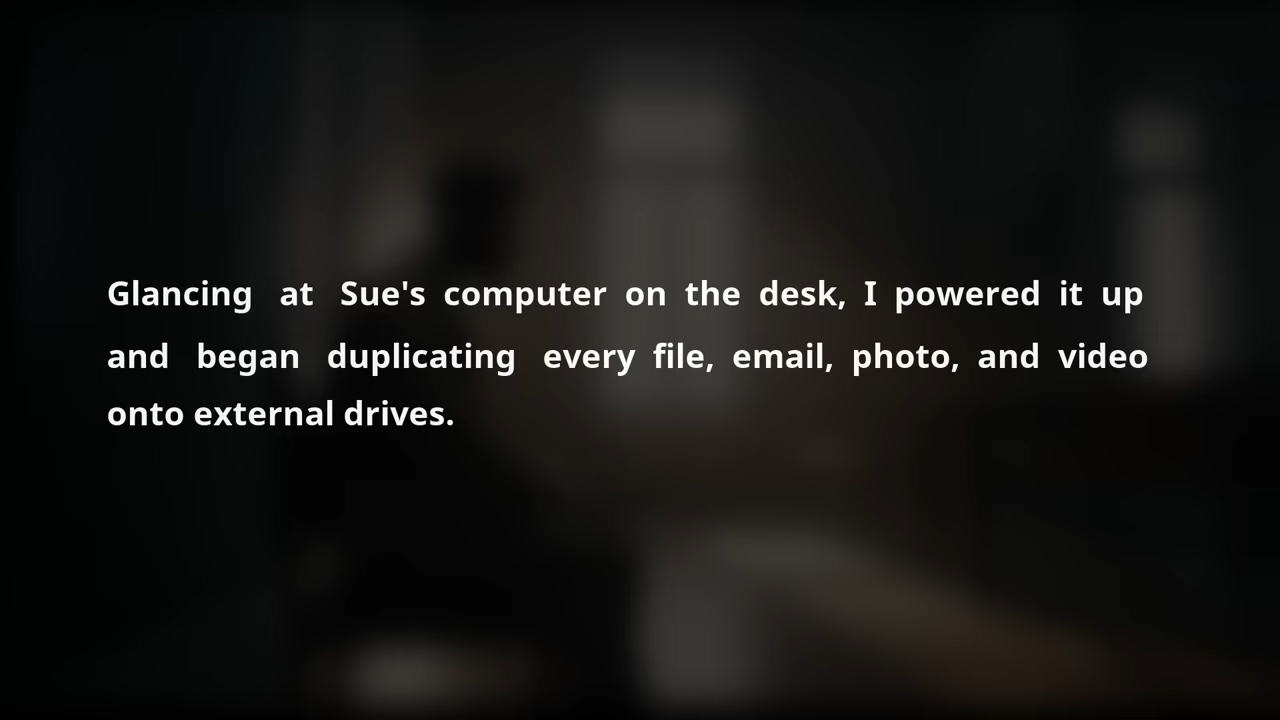 Glancing at Sue's computer on the desk, I powered it up
and began duplicating every file, email, photo, and video
onto external drives.